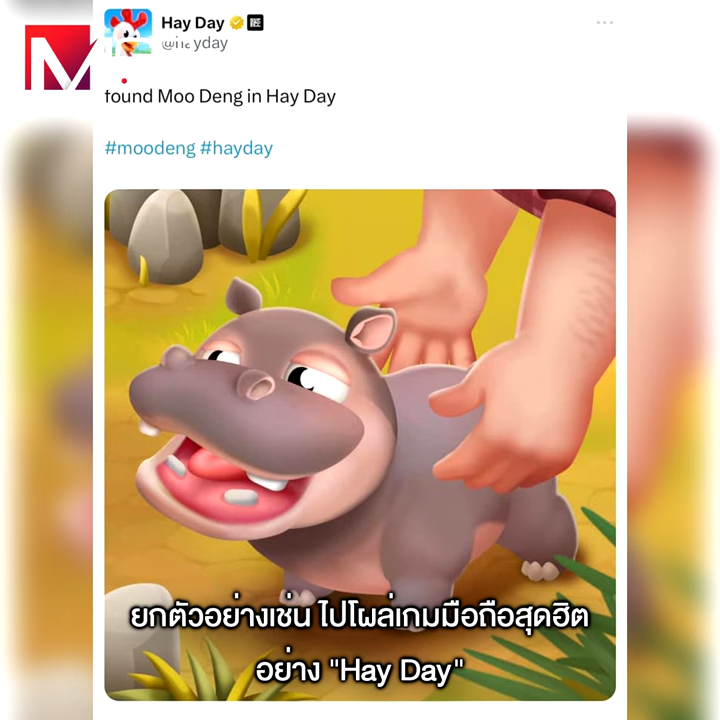 Hay Day
@hayday
found Moo Deng in Hay Day
#moodeng #hayday
ยกตัวอย่างเช่น ไปโผล่เกมมือถือสุดฮิต
อย่าง "Hay Day"